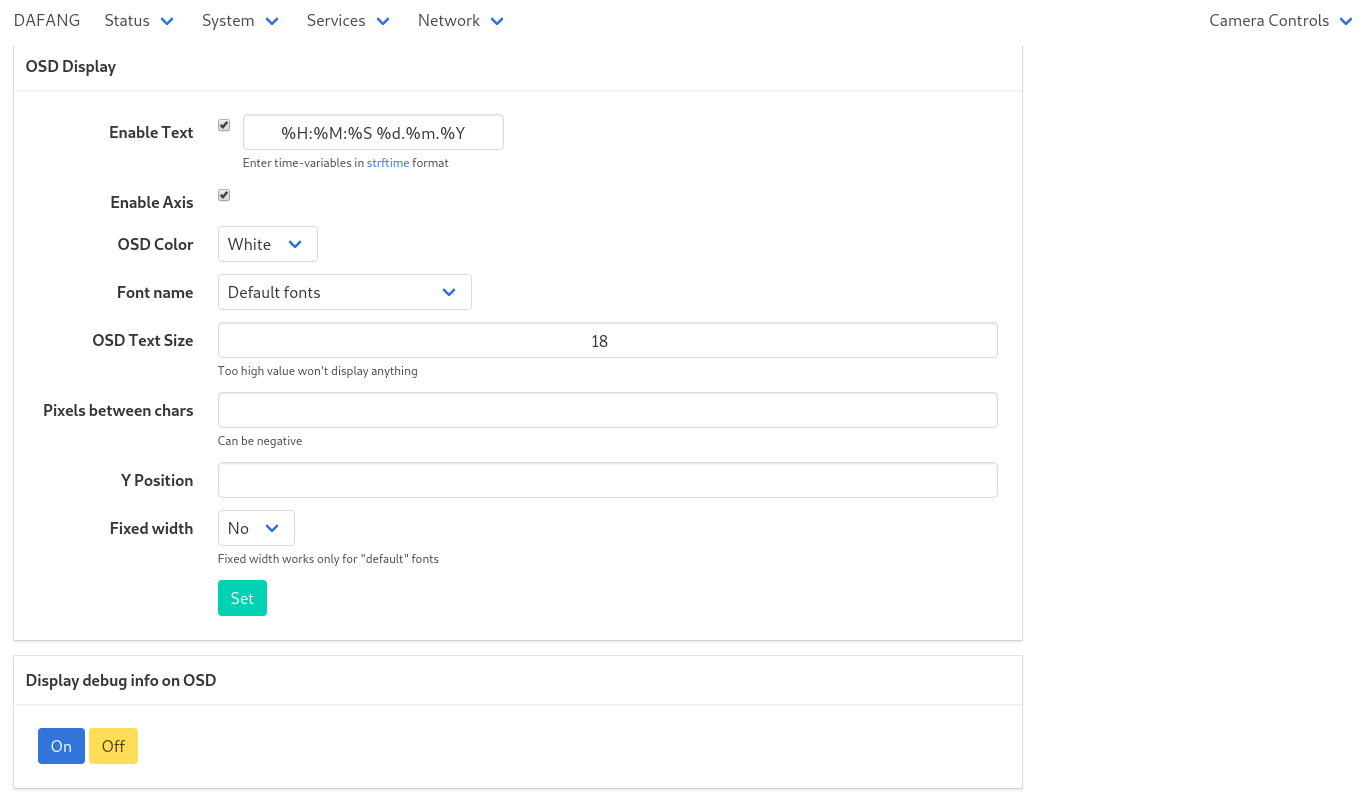 DAFANG Status System Services Network Camera Controls
OSD Display
Enable Text %H:%M:%S %d.%m.%Y
Enter time-variables in strftime format
Enable Axis
OSD Color White
Font name Default fonts
OSD Text Size 18
Too high value won't display anything
Pixels between chars
Can be negative
Y Position
Fixed width No
Fixed width works only for "default" fonts
Set
Display debug info on OSD
On Off